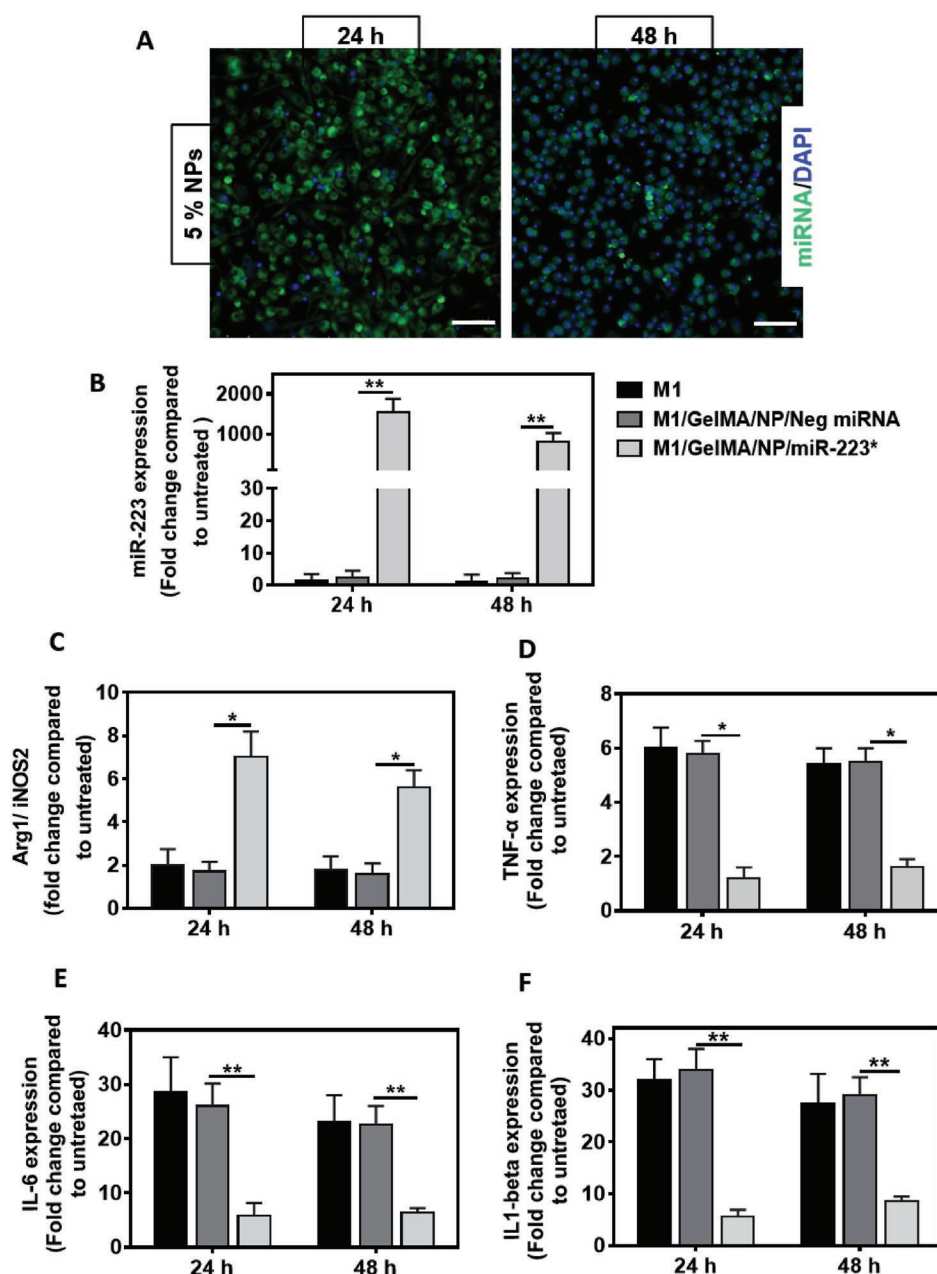 A
24 h
48 h
5 % NPs
miRNA/DAPI
B
miR-223 expression
(Fold change compared
to untreated )
2000
1000
30
20
10
0
**
**
24 h
48 h
M1
M1/GelMA/NP/Neg miRNA
M1/GelMA/NP/miR-223*
C
Arg1/ iNOS2
(fold change compared
to untreated)
10
8
6
4
2
0
*
*
24 h
48 h
D
TNF-α expression
(Fold change compared
to untretaed)
8
6
4
2
0
*
*
24 h
48 h
E
IL-6 expression
(Fold change compared
to untretaed)
40
30
20
10
0
**
**
24 h
48 h
F
IL1-beta expression
(Fold change compared
to untretaed)
40
30
20
10
0
**
**
24 h
48 h